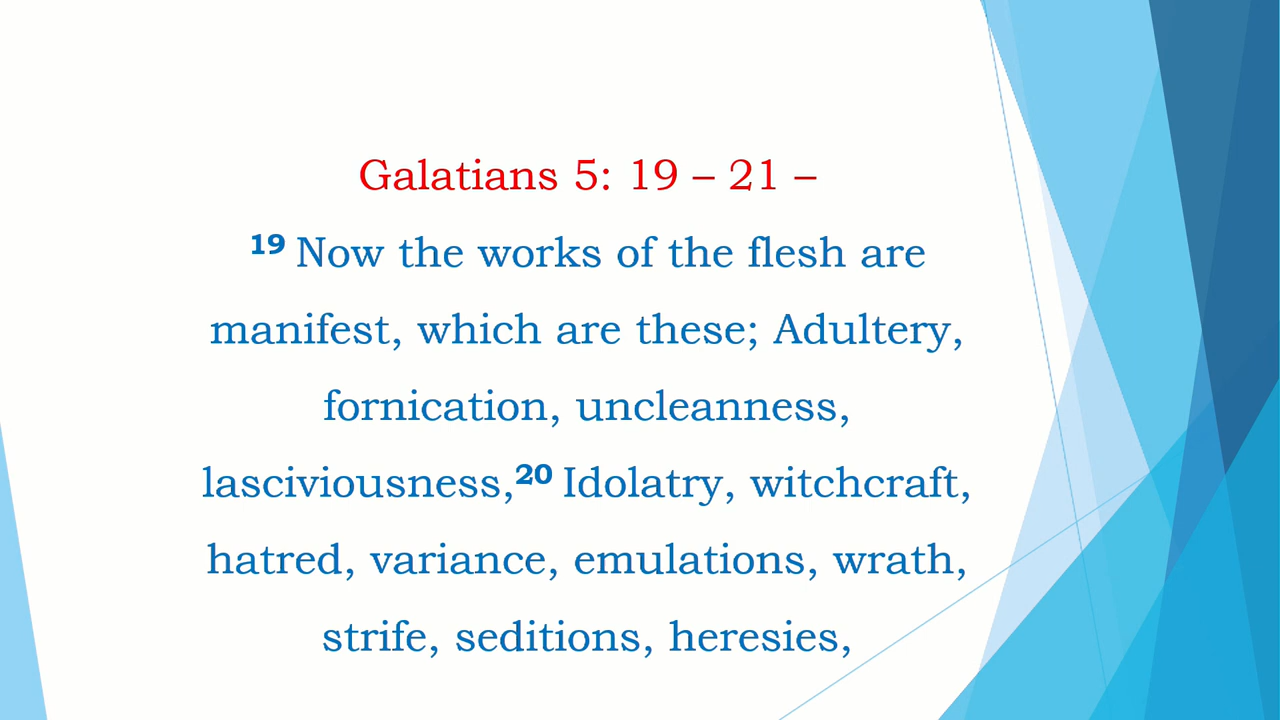 Galatians 5: 19 – 21 –
19 Now the works of the flesh are
manifest, which are these; Adultery,
fornication, uncleanness,
lasciviousness,20 Idolatry, witchcraft,
hatred, variance, emulations, wrath,
strife, seditions, heresies,